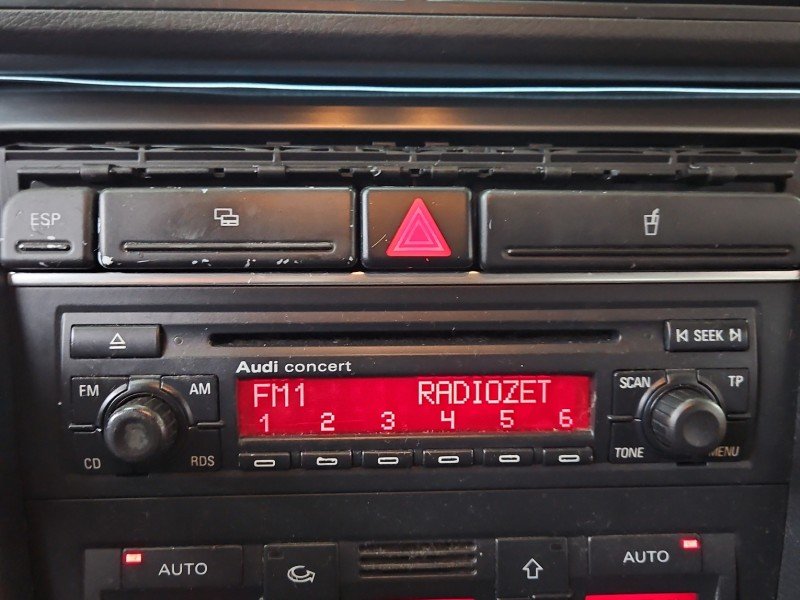 ESP
Audi concert
SEEK
FM AM
FM1 RADIOZET
1 2 3 4 5 6
CD RDS
SCAN TP
TONE MENU
AUTO
AUTO